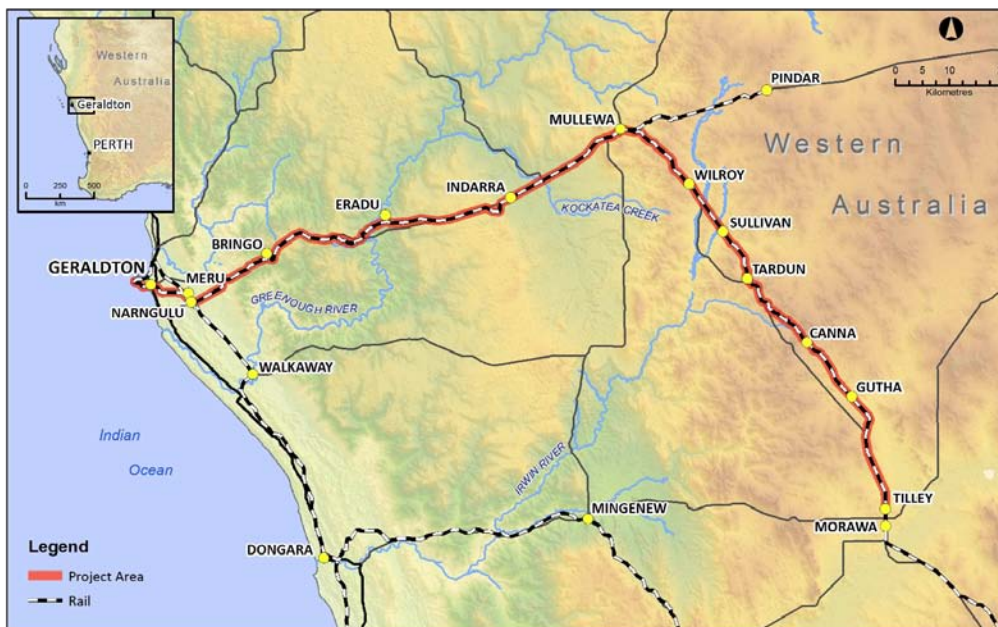 Western
Australia
Geraldton
PERTH
0 250 500
km
PINDAR
0 5 10 20
Kilometres
MULLEWA
Western
Australia
WILROY
INDARRA
ERADU
KOCKATEA CREEK
SULLIVAN
BRINGO
GERALDTON
MERU
TARDUN
NARNGULU
GREENOUGH RIVER
CANNA
WALKAWAY
GUTHA
Indian
Ocean
IRWIN RIVER
TILLEY
MINGENEW
MORAWA
DONGARA
Legend
Project Area
Rail